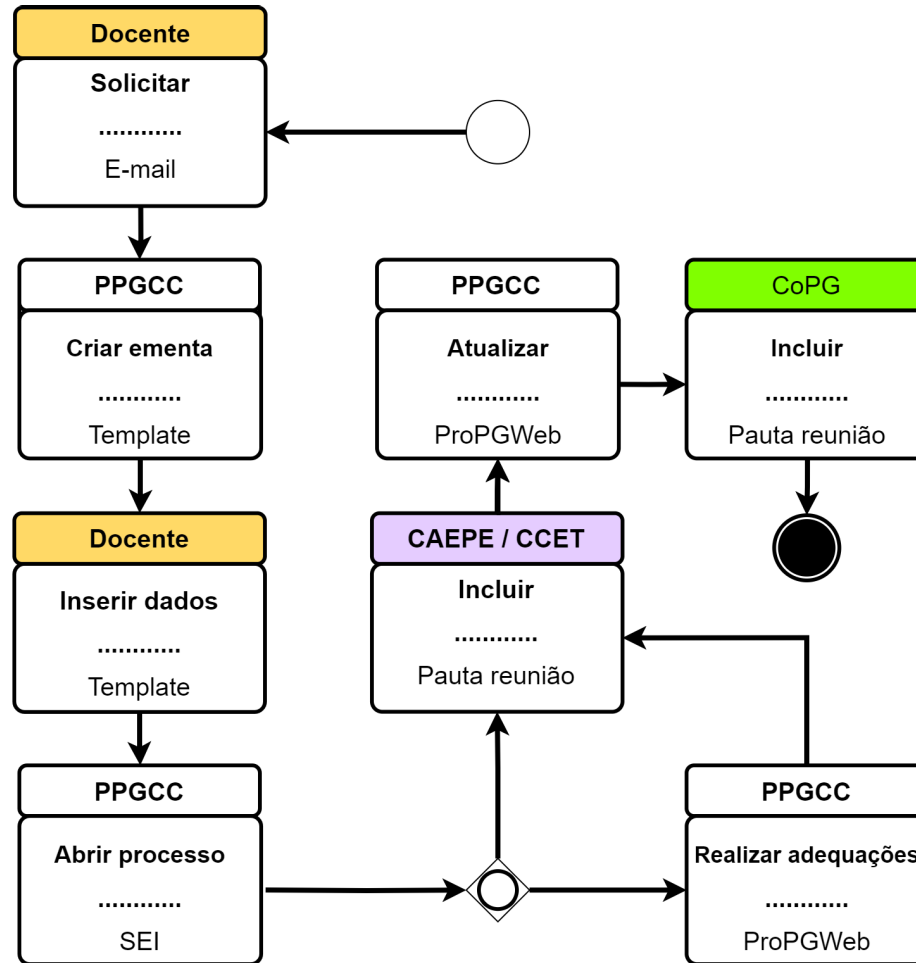 Docente
Solicitar
............
E-mail
PPGCC
Criar ementa
............
Template
Docente
Inserir dados
............
Template
PPGCC
Abrir processo
............
SEI
PPGCC
Realizar adequações
............
ProPGWeb
CAEPE / CCET
Incluir
............
Pauta reunião
PPGCC
Atualizar
............
ProPGWeb
CoPG
Incluir
............
Pauta reunião